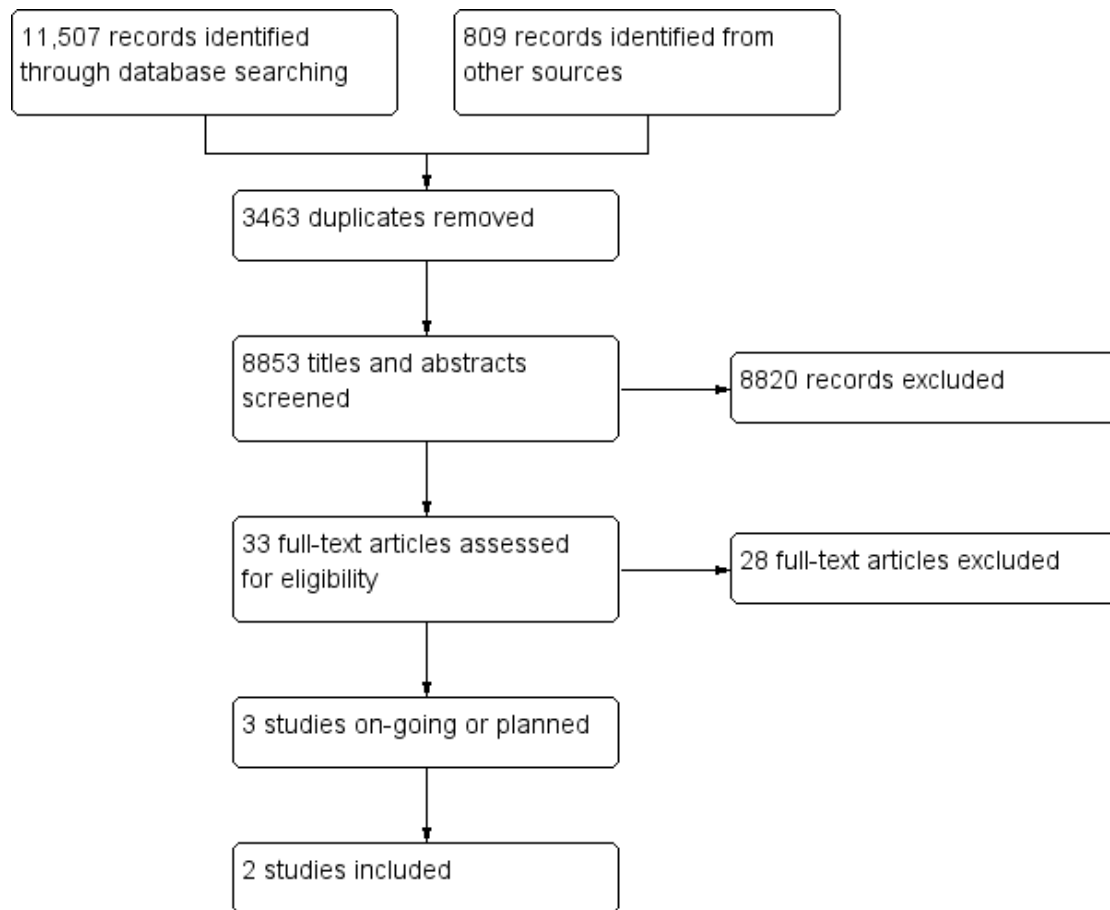 11,507 records identified
through database searching
809 records identified from
other sources
3463 duplicates removed
8853 titles and abstracts
screened
8820 records excluded
33 full-text articles assessed
for eligibility
28 full-text articles excluded
3 studies on-going or planned
2 studies included